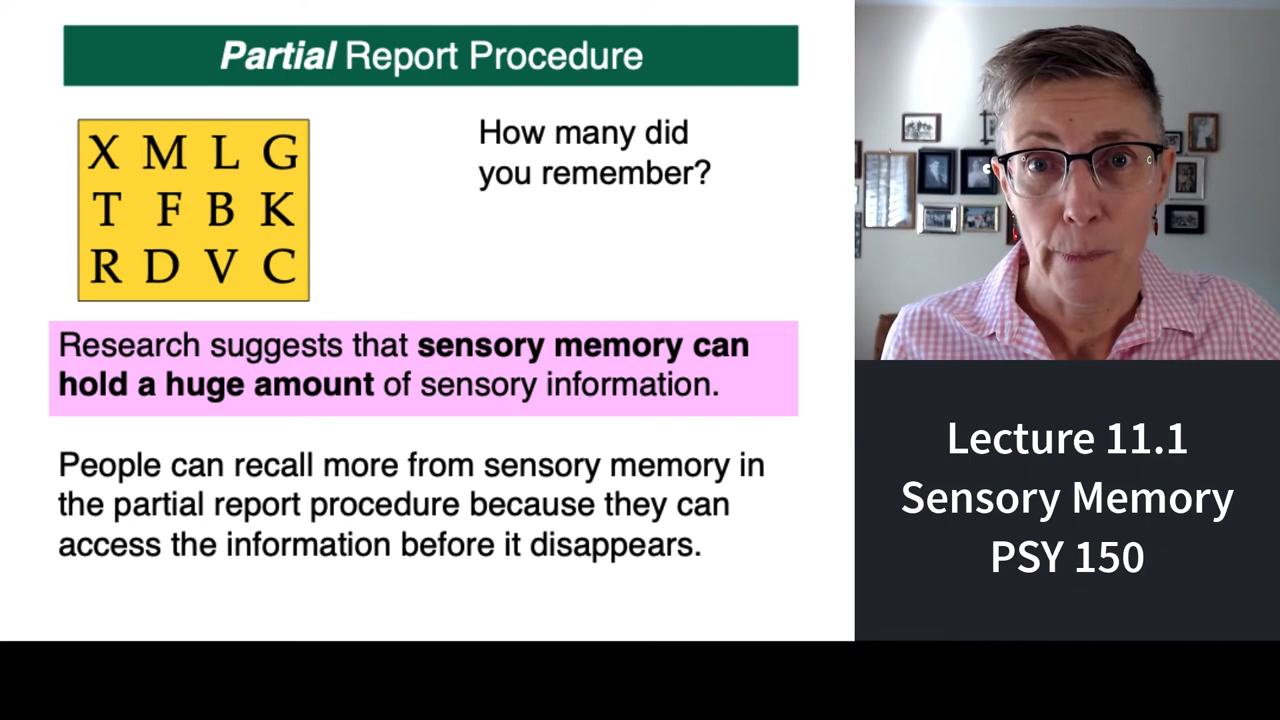 Partial Report Procedure
X M L G
T F B K
R D V C
How many did
you remember?
Research suggests that sensory memory can
hold a huge amount of sensory information.
People can recall more from sensory memory in
the partial report procedure because they can
access the information before it disappears.
Lecture 11.1
Sensory Memory
PSY 150